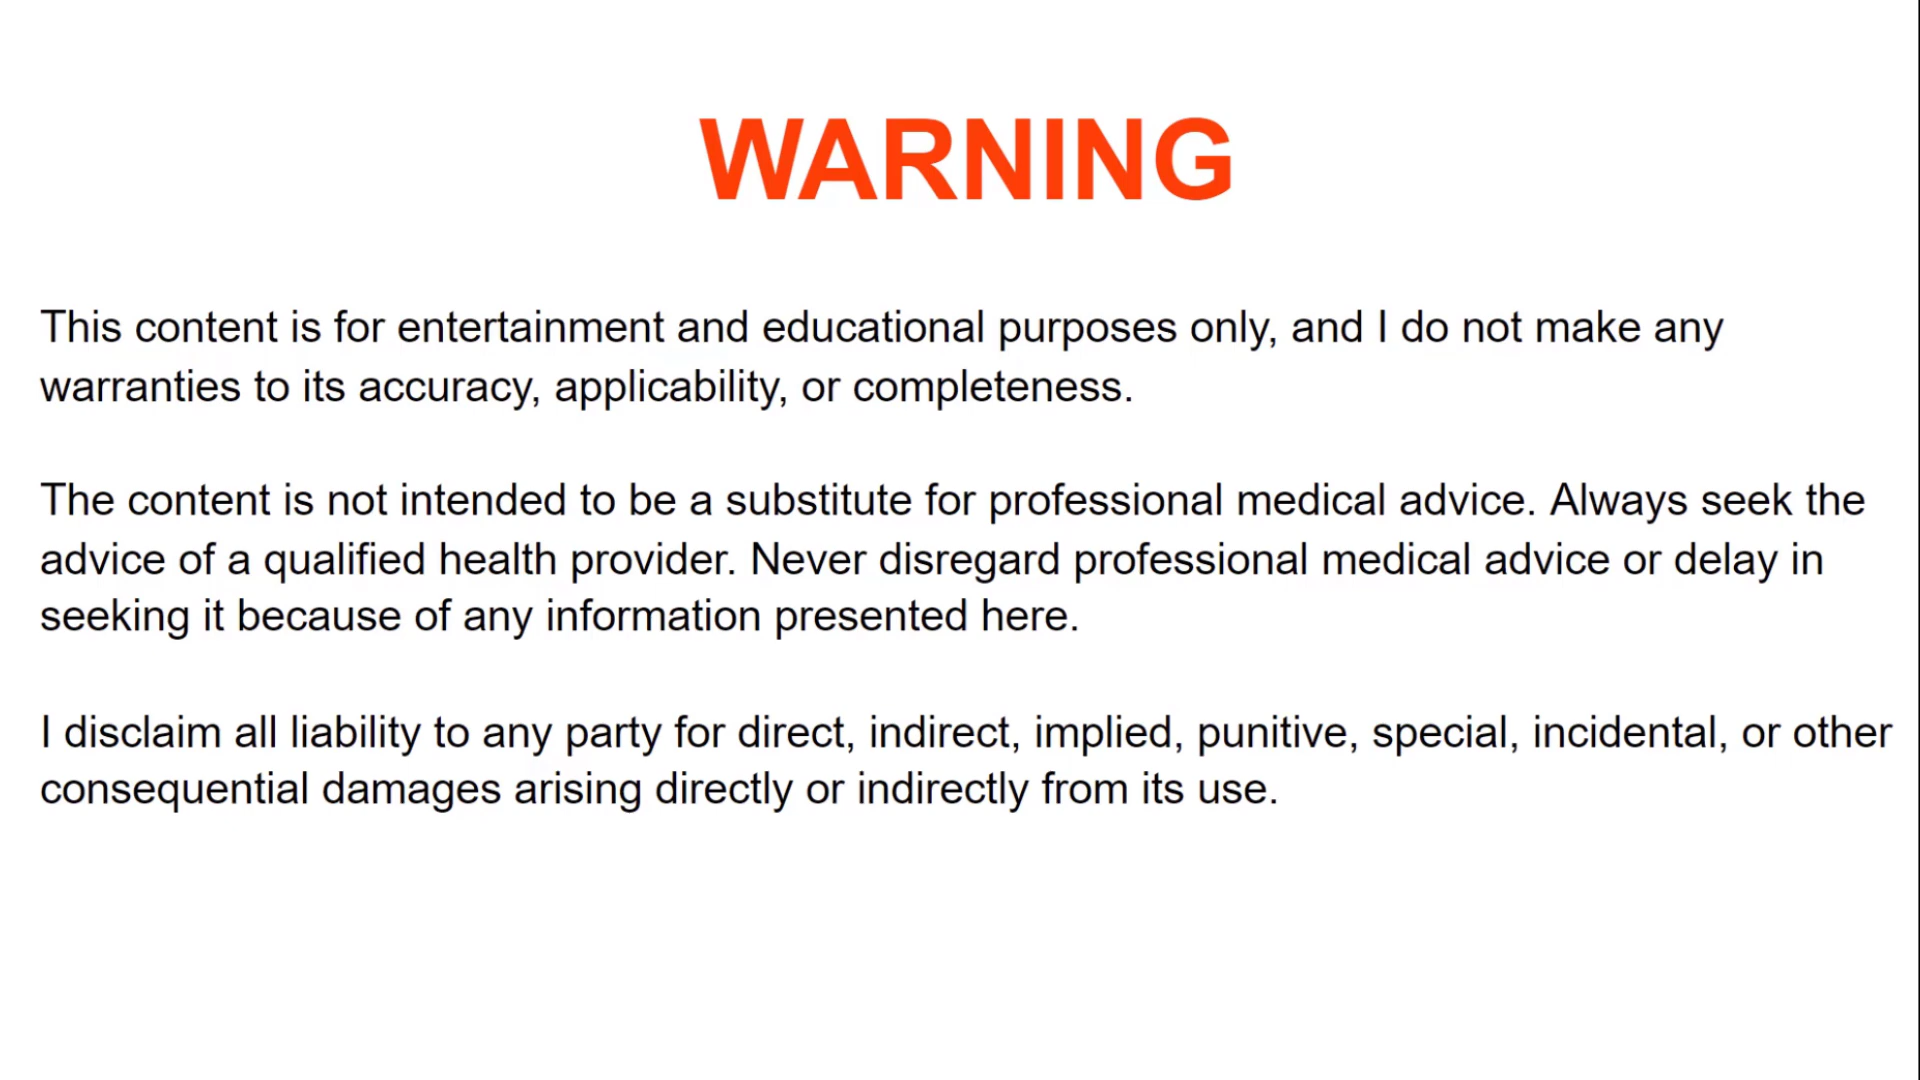 WARNING
This content is for entertainment and educational purposes only, and I do not make any
warranties to its accuracy, applicability, or completeness.
The content is not intended to be a substitute for professional medical advice. Always seek the
advice of a qualified health provider. Never disregard professional medical advice or delay in
seeking it because of any information presented here.
I disclaim all liability to any party for direct, indirect, implied, punitive, special, incidental, or other
consequential damages arising directly or indirectly from its use.